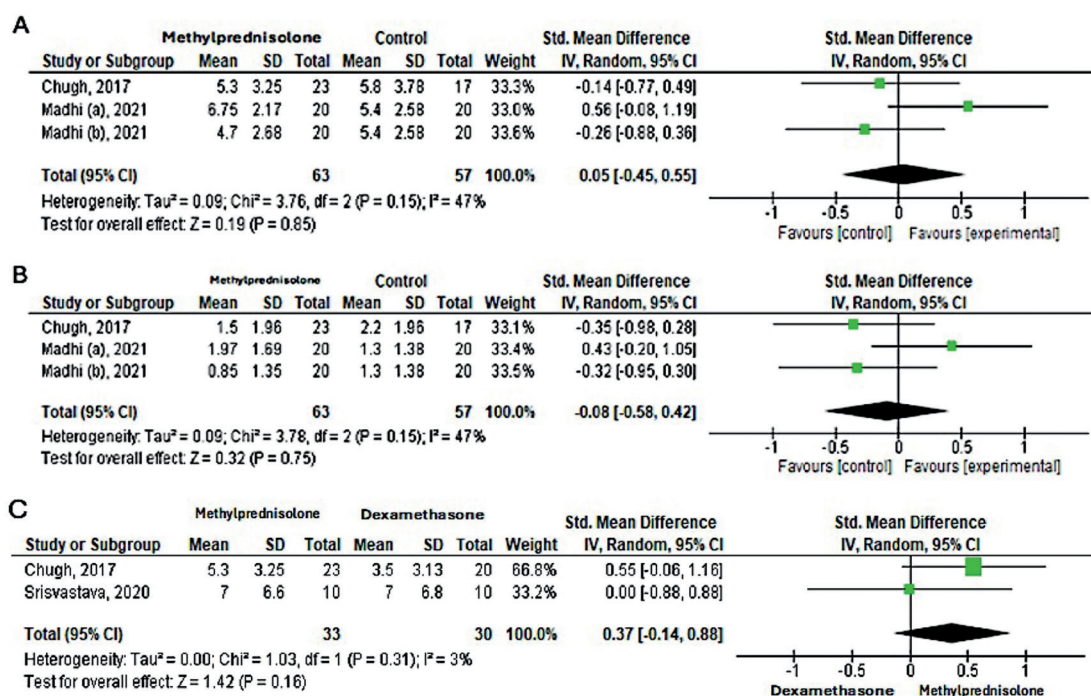 A
Methylprednisolone Control Std. Mean Difference Std. Mean Difference
Study or Subgroup Mean SD Total Mean SD Total Weight IV, Random, 95% CI IV, Random, 95% CI
Chugh, 2017 5.3 3.25 23 5.8 3.78 17 33.3% -0.14 [-0.77, 0.49]
Madhi (a), 2021 6.75 2.17 20 5.4 2.58 20 33.0% 0.56 [-0.08, 1.19]
Madhi (b), 2021 4.7 2.68 20 5.4 2.58 20 33.6% -0.26 [-0.88, 0.36]
Total (95% CI) 63 57 100.0% 0.05 [-0.45, 0.55]
Heterogeneity: Tau² = 0.09; Chi² = 3.76, df = 2 (P = 0.15); I² = 47%
Test for overall effect: Z = 0.19 (P = 0.85)
-1 -0.5 0 0.5 1
Favours [control] Favours [experimental]
B
Methylprednisolone Control Std. Mean Difference Std. Mean Difference
Study or Subgroup Mean SD Total Mean SD Total Weight IV, Random, 95% CI IV, Random, 95% CI
Chugh, 2017 1.5 1.96 23 2.2 1.96 17 33.1% -0.35 [-0.98, 0.28]
Madhi (a), 2021 1.97 1.69 20 1.3 1.38 20 33.4% 0.43 [-0.20, 1.05]
Madhi (b), 2021 0.85 1.35 20 1.3 1.38 20 33.5% -0.32 [-0.95, 0.30]
Total (95% CI) 63 57 100.0% -0.08 [-0.58, 0.42]
Heterogeneity: Tau² = 0.09; Chi² = 3.78, df = 2 (P = 0.15); I² = 47%
Test for overall effect: Z = 0.32 (P = 0.75)
-1 -0.5 0 0.5 1
Favours [control] Favours [experimental]
C
Methylprednisolone Dexamethasone Std. Mean Difference Std. Mean Difference
Study or Subgroup Mean SD Total Mean SD Total Weight IV, Random, 95% CI IV, Random, 95% CI
Chugh, 2017 5.3 3.25 23 3.5 3.13 20 66.8% 0.55 [-0.06, 1.16]
Srisvastava, 2020 7 6.6 10 7 6.8 10 33.2% 0.00 [-0.88, 0.88]
Total (95% CI) 33 30 100.0% 0.37 [-0.14, 0.88]
Heterogeneity: Tau² = 0.00; Chi² = 1.03, df = 1 (P = 0.31); I² = 3%
Test for overall effect: Z = 1.42 (P = 0.16)
-1 -0.5 0 0.5 1
Dexamethasone Methylprednisolone